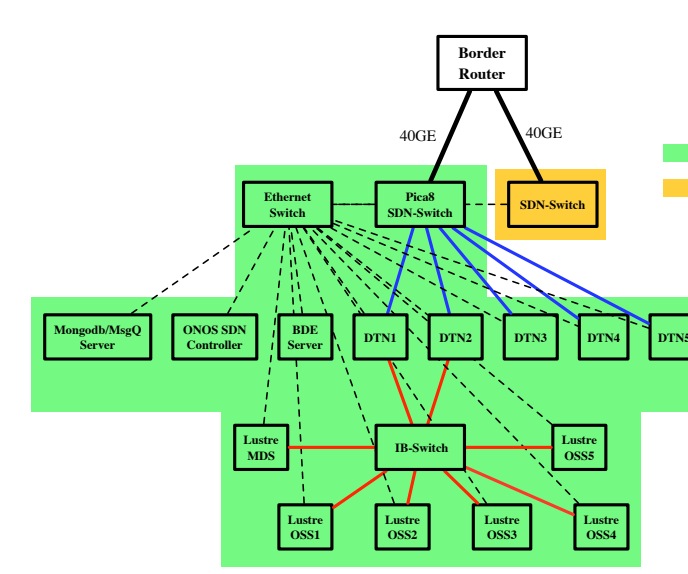 Border
Router
40GE
40GE
Ethernet
Switch
Pica8
SDN-Switch
SDN-Switch
Mongodb/MsgQ
Server
ONOS SDN
Controller
BDE
Server
DTN1
DTN2
DTN3
DTN4
DTN5
Lustre
MDS
IB-Switch
Lustre
OSS5
Lustre
OSS1
Lustre
OSS2
Lustre
OSS3
Lustre
OSS4